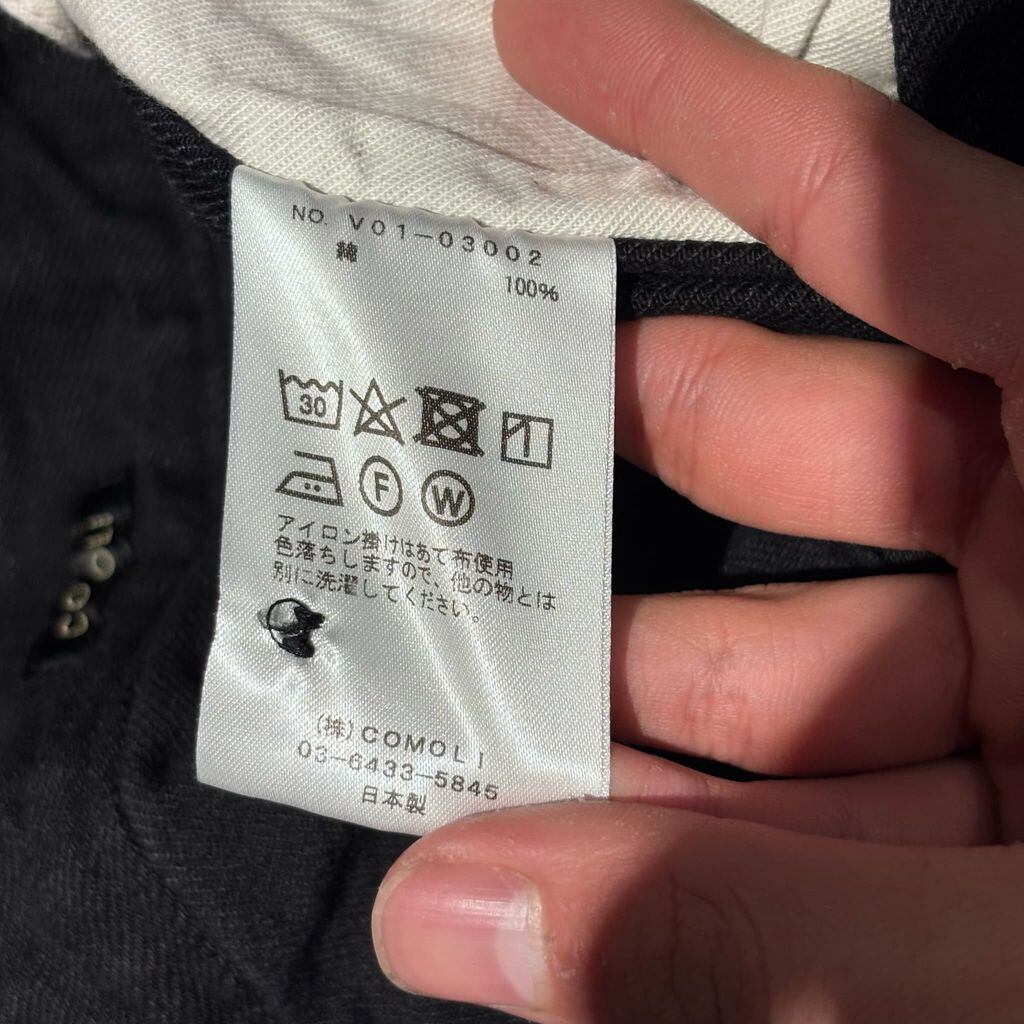 NO. V01-03002
綿 100%
30
F W
アイロン掛けはあて布使用
色落ちしますので、他の物とは
別に洗濯してください。
(株)COMOLI
03-6433-5845
日本製